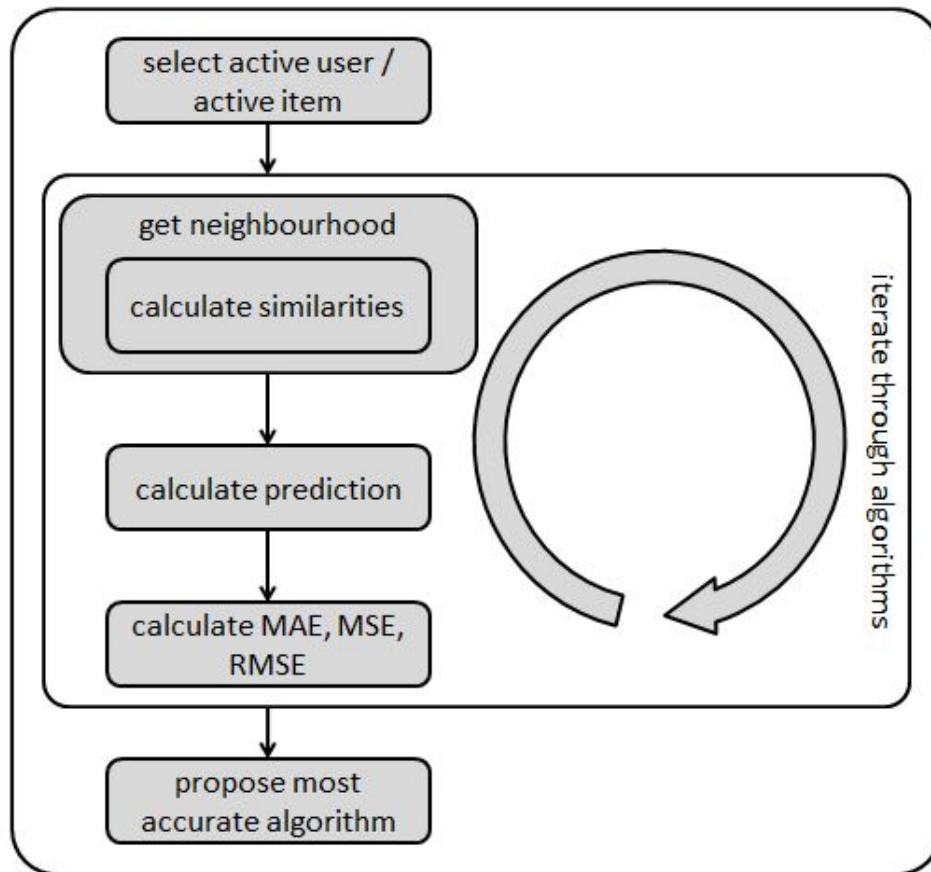 select active user /
active item
get neighbourhood
calculate similarities
iterate through algorithms
calculate prediction
calculate MAE, MSE,
RMSE
propose most
accurate algorithm